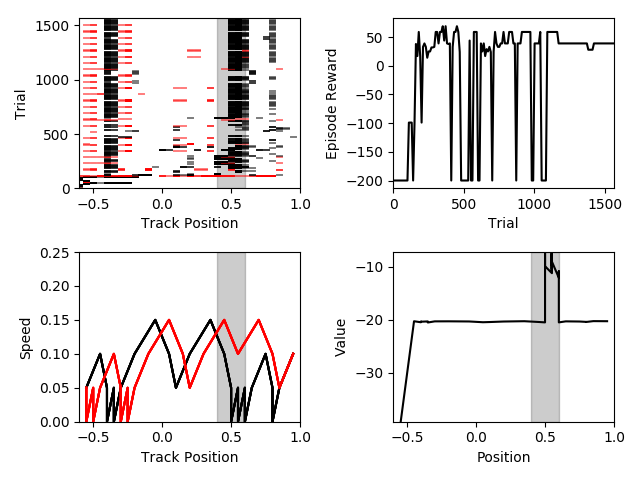 1500
1000
500
0
Trial
−0.5 0.0 0.5 1.0
Track Position
50
0
−50
−100
−150
−200
Episode Reward
0 500 1000 1500
Trial
0.25
0.20
0.15
0.10
0.05
0.00
Speed
−0.5 0.0 0.5 1.0
Track Position
−10
−20
−30
Value
−0.5 0.0 0.5 1.0
Position